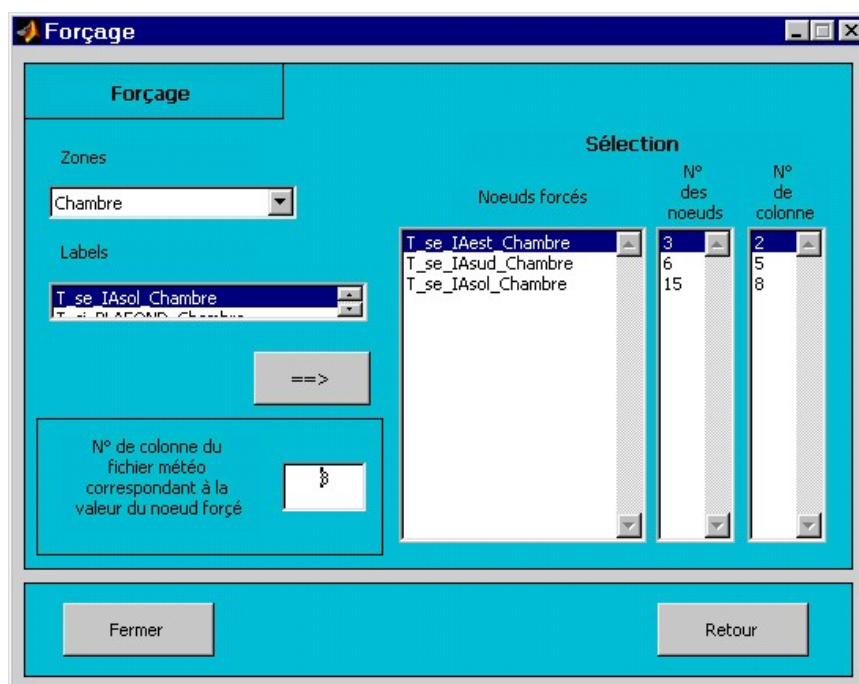 Forçage
Forçage
Zones
Chambre
Labels
T_se_IAsol_Chambre
==>
N° de colonne du
fichier météo
correspondant à la
valeur du noeud forçé
8
Sélection
Noeuds forcés
N°
des
noeuds
N°
de
colonne
T_se_IAest_Chambre 3 2
T_se_IAsud_Chambre 6 5
T_se_IAsol_Chambre 15 8
Fermer
Retour